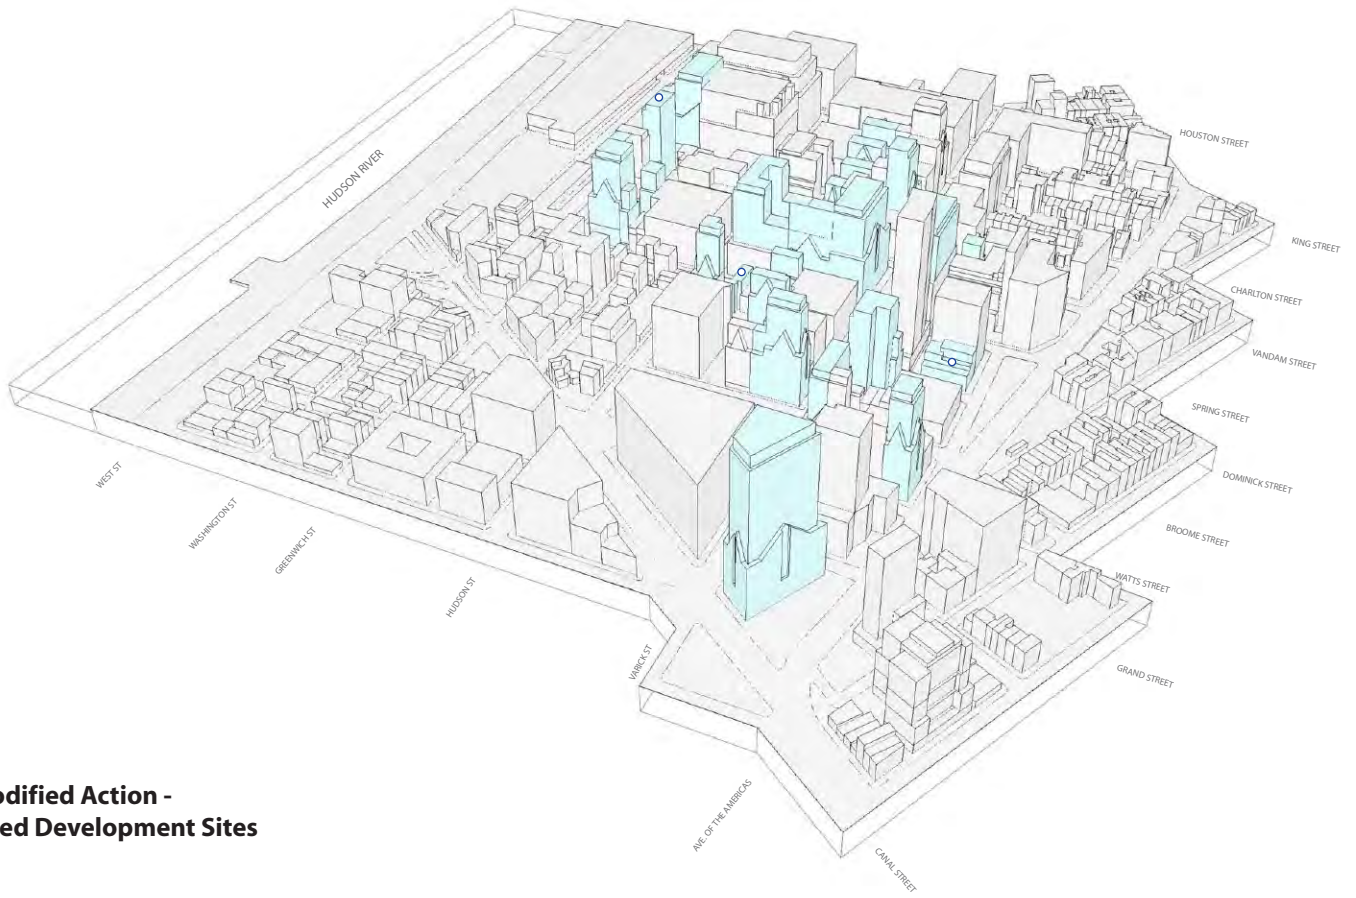 HOUSTON STREET
HUDSON RIVER
KING STREET
CHARLTON STREET
VANDAM STREET
SPRING STREET
DOMINICK STREET
BROOME STREET
WATTS STREET
GRAND STREET
WEST ST
WASHINGTON ST
GREENWICH ST
HUDSON ST
VARICK ST
AVE. OF THE AMERICAS
CANAL STREET
odified Action -
ed Development Sites